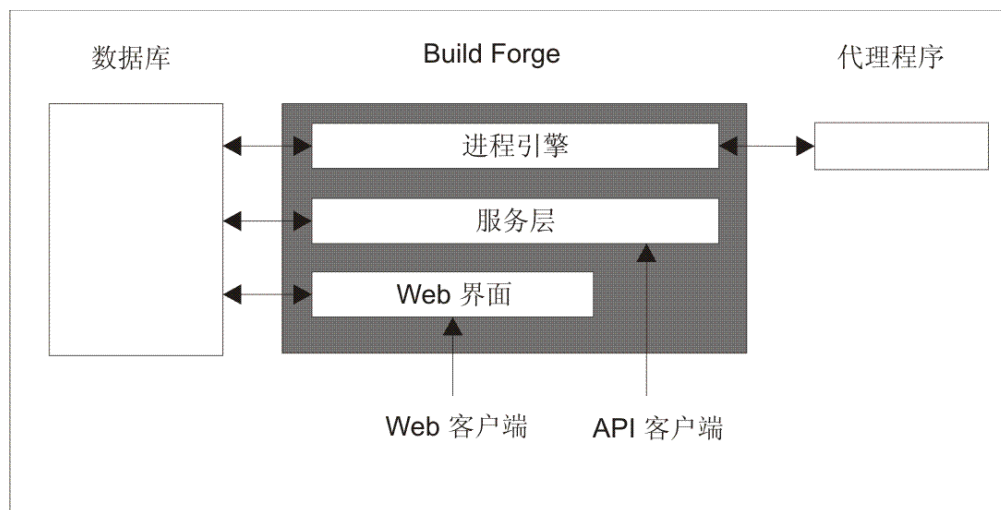 数据库
Build Forge
代理程序
进程引擎
服务层
Web 界面
Web 客户端
API 客户端